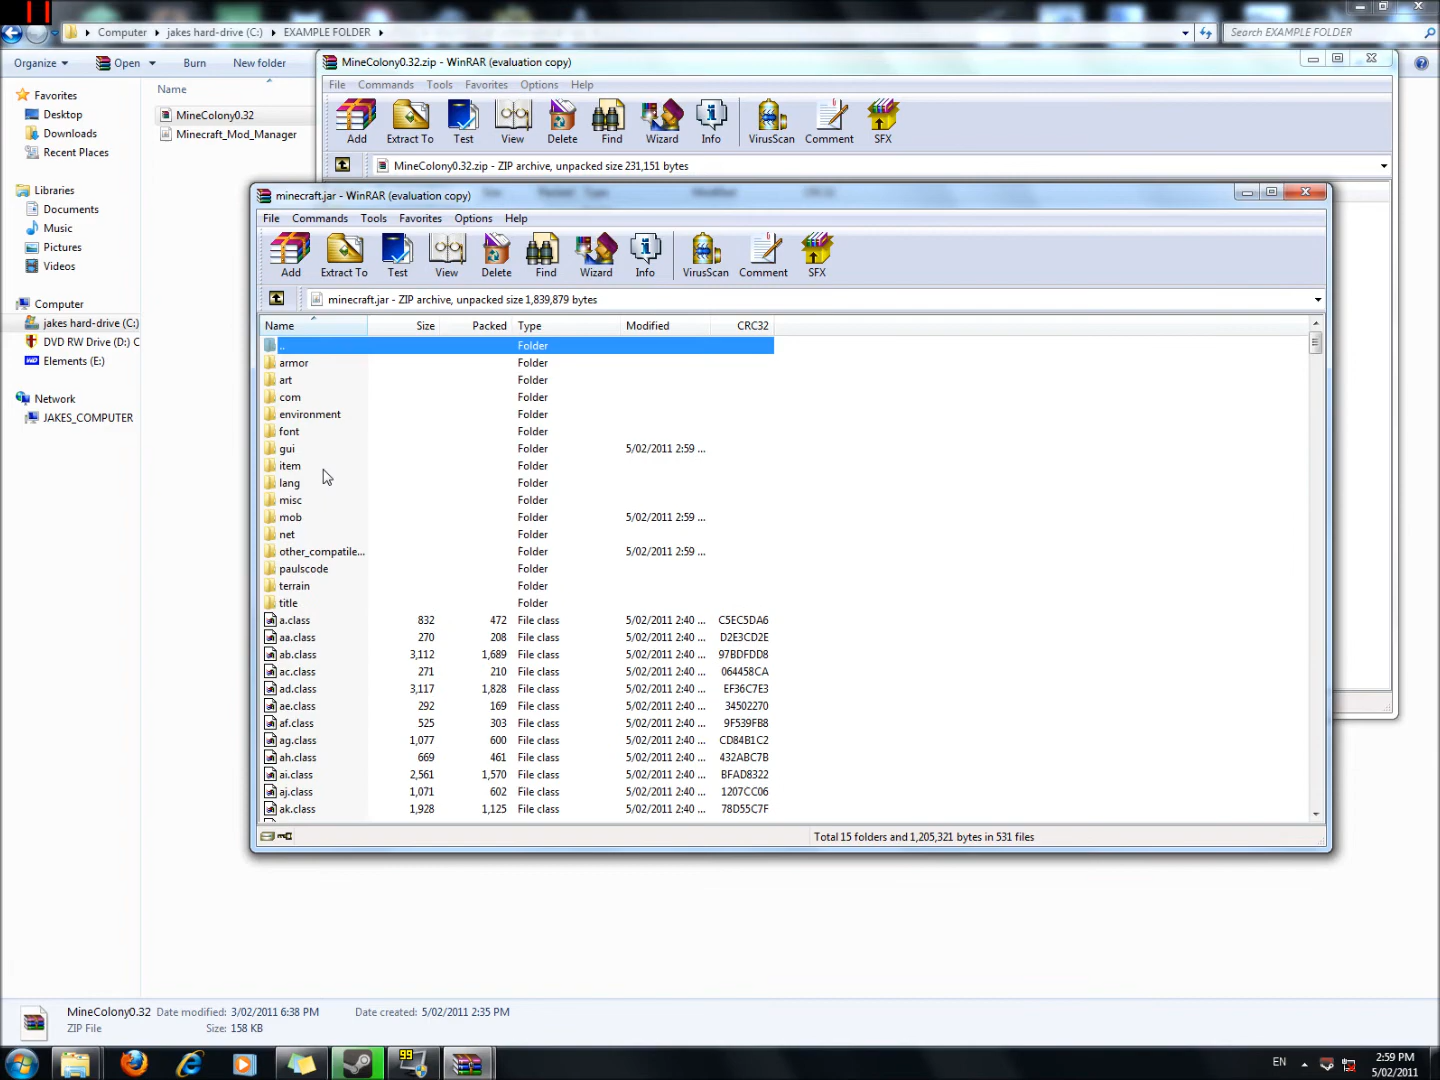 Computer ▸ jakes hard-drive (C:) ▸ EXAMPLE FOLDER ▸
Search EXAMPLE FOLDER
Organize Open Burn New folder
MineColony0.32.zip - WinRAR (evaluation copy)
File Commands Tools Favorites Options Help
Add Extract To Test View Delete Find Wizard Info VirusScan Comment SFX
MineColony0.32.zip - ZIP archive, unpacked size 231,151 bytes
Name
MineColony0.32
Minecraft_Mod_Manager
Favorites
Desktop
Downloads
Recent Places
Libraries
Documents
Music
Pictures
Videos
Computer
jakes hard-drive (C:)
DVD RW Drive (D:) C
Elements (E:)
Network
JAKES_COMPUTER
minecraft.jar - WinRAR (evaluation copy)
File Commands Tools Favorites Options Help
Add Extract To Test View Delete Find Wizard Info VirusScan Comment SFX
minecraft.jar - ZIP archive, unpacked size 1,839,879 bytes
Name Size Packed Type Modified CRC32
.. Folder
armor Folder
art Folder
com Folder
environment Folder
font Folder
gui Folder 5/02/2011 2:59 ...
item Folder
lang Folder
misc Folder
mob Folder 5/02/2011 2:59 ...
net Folder
other_compatile... Folder 5/02/2011 2:59 ...
paulscode Folder
terrain Folder
title Folder
a.class 832 472 File class 5/02/2011 2:40 ... C5EC5DA6
aa.class 270 208 File class 5/02/2011 2:40 ... D2E3CD2E
ab.class 3,112 1,689 File class 5/02/2011 2:40 ... 97BDFDD8
ac.class 271 210 File class 5/02/2011 2:40 ... 064458CA
ad.class 3,117 1,828 File class 5/02/2011 2:40 ... EF36C7E3
ae.class 292 169 File class 5/02/2011 2:40 ... 34502270
af.class 525 303 File class 5/02/2011 2:40 ... 9F539FB8
ag.class 1,077 600 File class 5/02/2011 2:40 ... CD84B1C2
ah.class 669 461 File class 5/02/2011 2:40 ... 432ABC7B
ai.class 2,561 1,570 File class 5/02/2011 2:40 ... BFAD8322
aj.class 1,071 602 File class 5/02/2011 2:40 ... 1207CC06
ak.class 1,928 1,125 File class 5/02/2011 2:40 ... 78D55C7F
Total 15 folders and 1,205,321 bytes in 531 files
MineColony0.32 Date modified: 3/02/2011 6:38 PM Date created: 5/02/2011 2:35 PM
ZIP File Size: 158 KB
99
EN
2:59 PM
5/02/2011